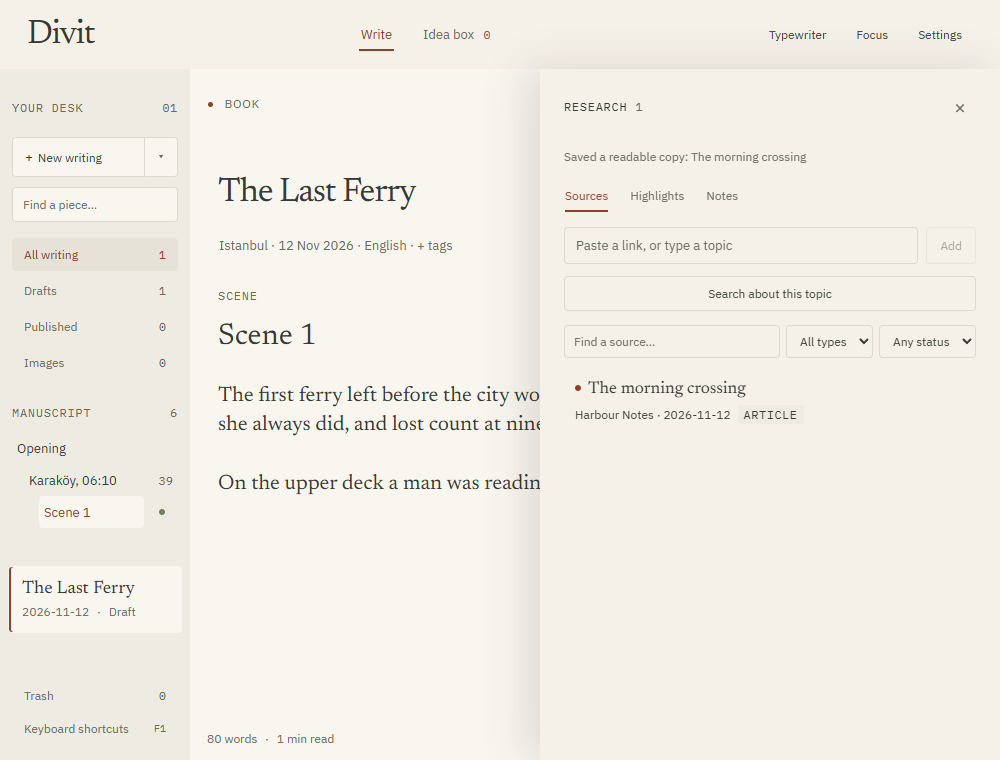 Divit
Write
Idea box 0
Typewriter
Focus
Settings
YOUR DESK 01
+ New writing
Find a piece...
All writing 1
Drafts 1
Published 0
Images 0
MANUSCRIPT 6
Opening
Karaköy, 06:10 39
Scene 1
The Last Ferry
2026-11-12 · Draft
Trash 0
Keyboard shortcuts F1
BOOK
The Last Ferry
Istanbul · 12 Nov 2026 · English · + tags
SCENE
Scene 1
The first ferry left before the city wo
she always did, and lost count at nine
On the upper deck a man was readin
80 words · 1 min read
RESEARCH 1
×
Saved a readable copy: The morning crossing
Sources
Highlights
Notes
Paste a link, or type a topic
Add
Search about this topic
Find a source...
All types
Any status
The morning crossing
Harbour Notes · 2026-11-12 ARTICLE